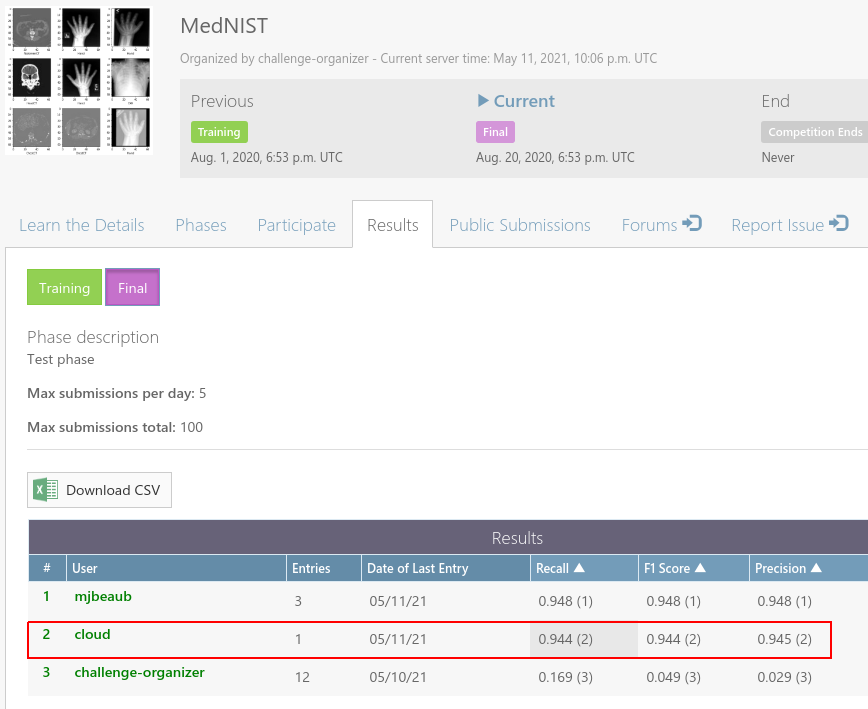 MedNIST
Organized by challenge-organizer - Current server time: May 11, 2021, 10:06 p.m. UTC
Previous
Training
Aug. 1, 2020, 6:53 p.m. UTC
Current
Final
Aug. 20, 2020, 6:53 p.m. UTC
End
Competition Ends
Never
Learn the Details Phases Participate Results Public Submissions Forums Report Issue
Training Final
Phase description
Test phase
Max submissions per day: 5
Max submissions total: 100
Download CSV
Results
# User Entries Date of Last Entry Recall ▲ F1 Score ▲ Precision ▲
1 mjbeaub 3 05/11/21 0.948 (1) 0.948 (1) 0.948 (1)
2 cloud 1 05/11/21 0.944 (2) 0.944 (2) 0.945 (2)
3 challenge-organizer 12 05/10/21 0.169 (3) 0.049 (3) 0.029 (3)